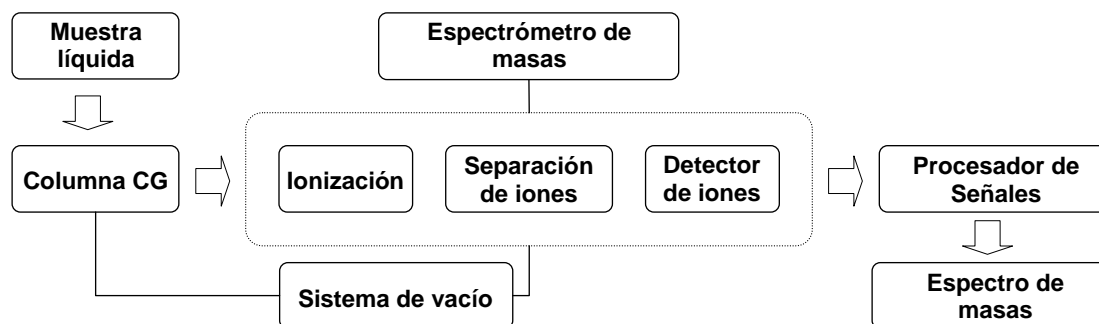 Muestra
líquida
Espectrómetro de
masas
Columna CG
Ionización
Separación
de iones
Detector
de iones
Procesador de
Señales
Sistema de vacío
Espectro de
masas